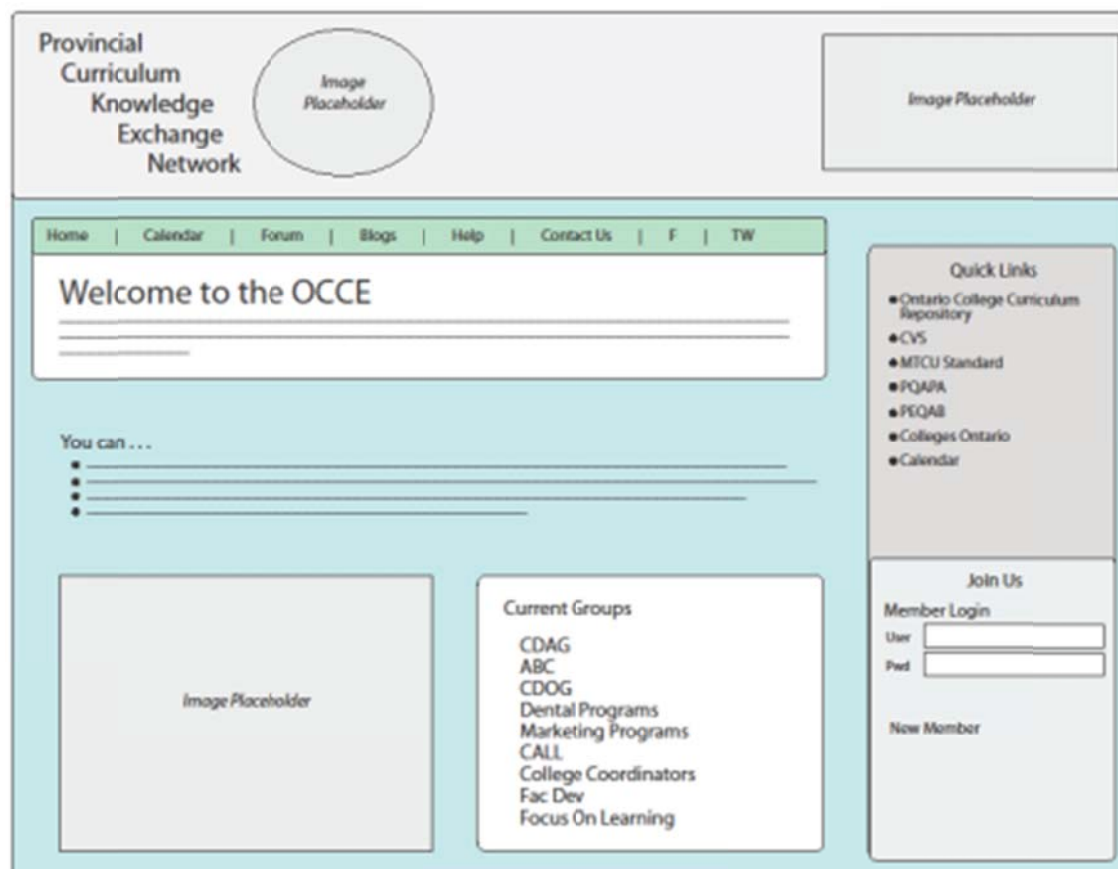 Provincial
Curriculum
Knowledge
Exchange
Network
Image
Placeholder
Image Placeholder
Home | Calendar | Forum | Blogs | Help | Contact Us | F | TW
Welcome to the OCCE
You can . . .
Image Placeholder
Current Groups
CDAG
ABC
CDOG
Dental Programs
Marketing Programs
CALL
College Coordinators
Fac Dev
Focus On Learning
Quick Links
Ontario College Curriculum
Repository
CVS
MTCU Standard
PQAPA
PEQAB
Colleges Ontario
Calendar
Join Us
Member Login
User
Pwd
New Member